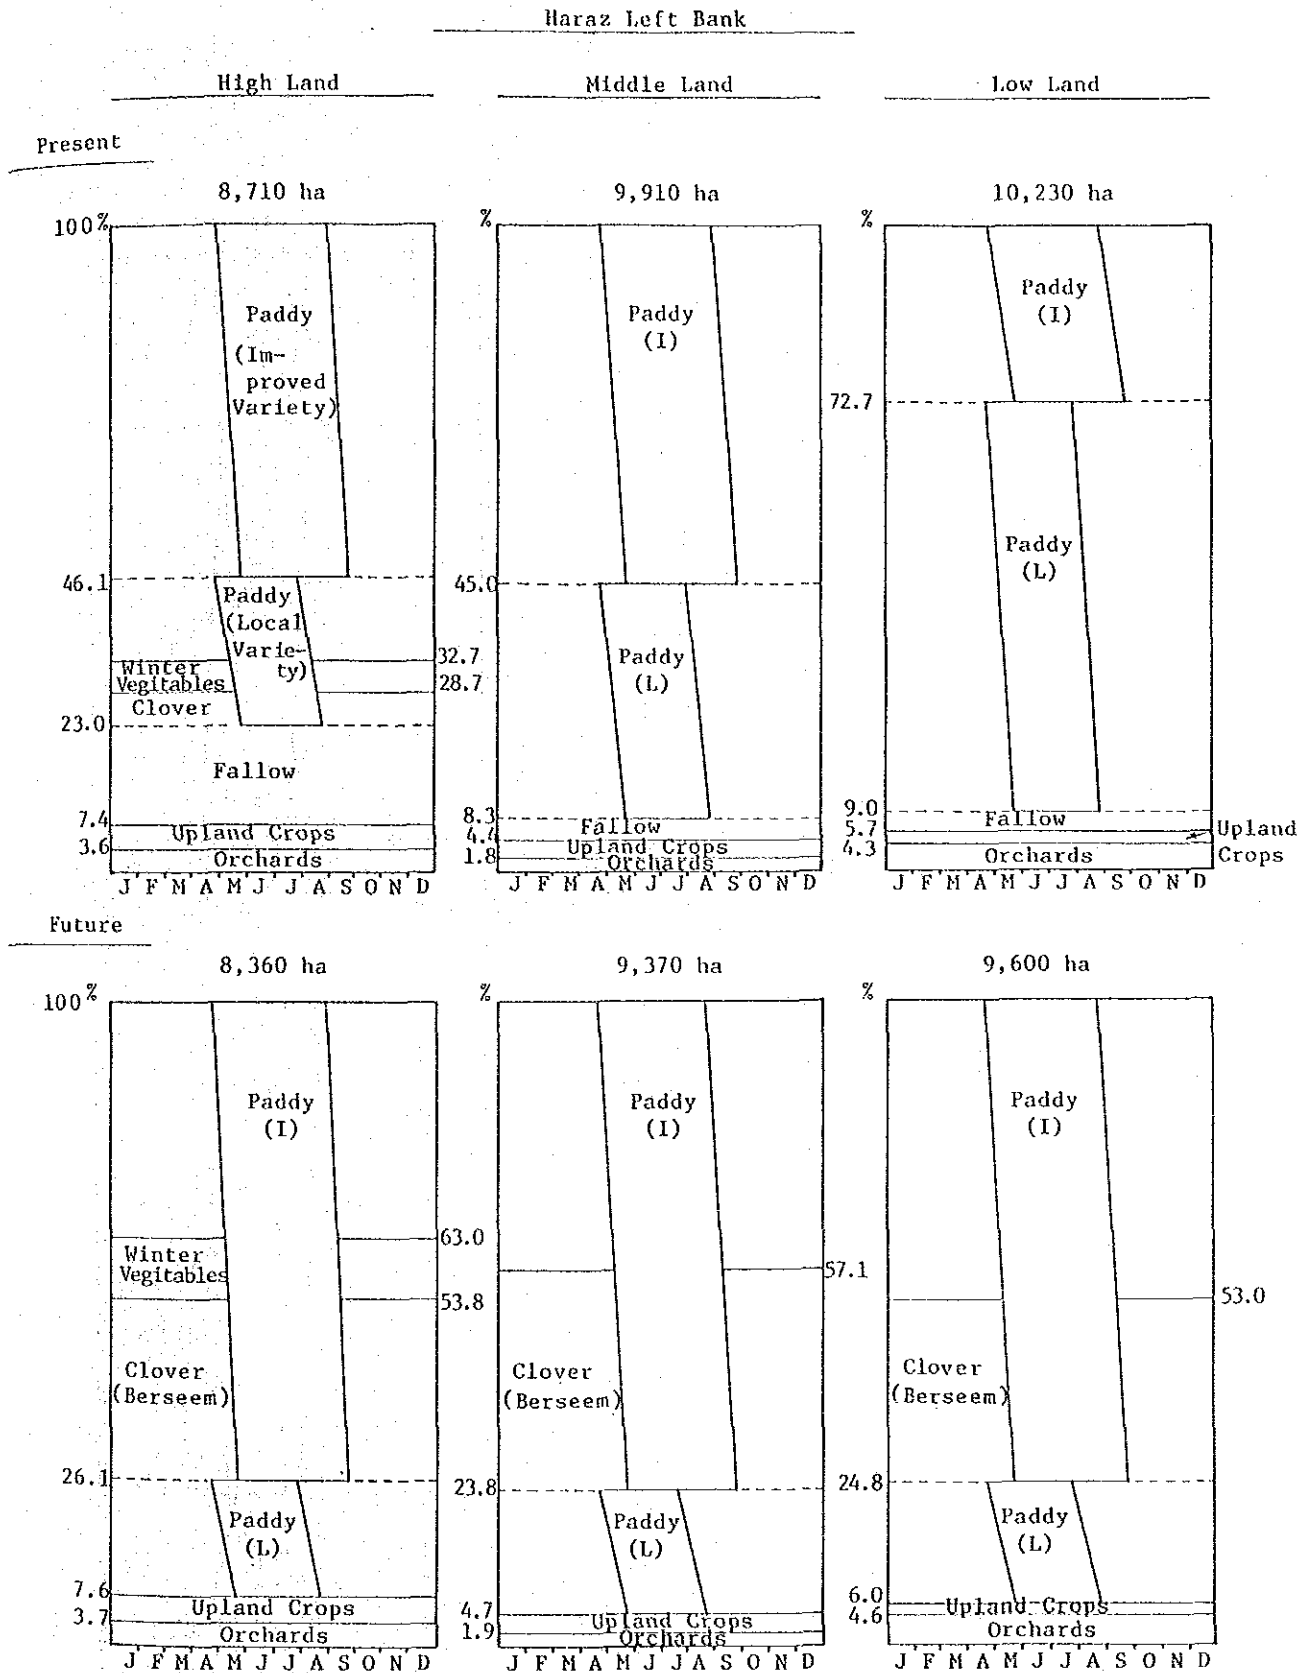 Haraz Left Bank
High Land
Middle Land
Low Land
Present
8,710 ha
9,910 ha
10,230 ha
100%
Paddy
(Im-
proved
Variety)
46.1
Paddy
(Local
Varie-
ty)
32.7
Winter
Vegitables
28.7
Clover
23.0
Fallow
7.4
Upland Crops
3.6
Orchards
J F M A M J J A S O N D
%
Paddy
(I)
45.0
Paddy
(L)
8.3
Fallow
4.4
Upland Crops
1.8
Orchards
J F M A M J J A S O N D
%
Paddy
(I)
72.7
Paddy
(L)
9.0
Fallow
5.7
Upland
Crops
4.3
Orchards
J F M A M J J A S O N D
Future
8,360 ha
9,370 ha
9,600 ha
100%
Paddy
(I)
63.0
Winter
Vegitables
53.8
Clover
(Berseem)
26.1
Paddy
(L)
7.6
Upland Crops
3.7
Orchards
J F M A M J J A S O N D
%
Paddy
(I)
57.1
Clover
(Berseem)
23.8
Paddy
(L)
4.7
Upland Crops
1.9
Orchards
J F M A M J J A S O N D
%
Paddy
(I)
53.0
Clover
(Berseem)
24.8
Paddy
(L)
6.0
Upland Crops
4.6
Orchards
J F M A M J J A S O N D